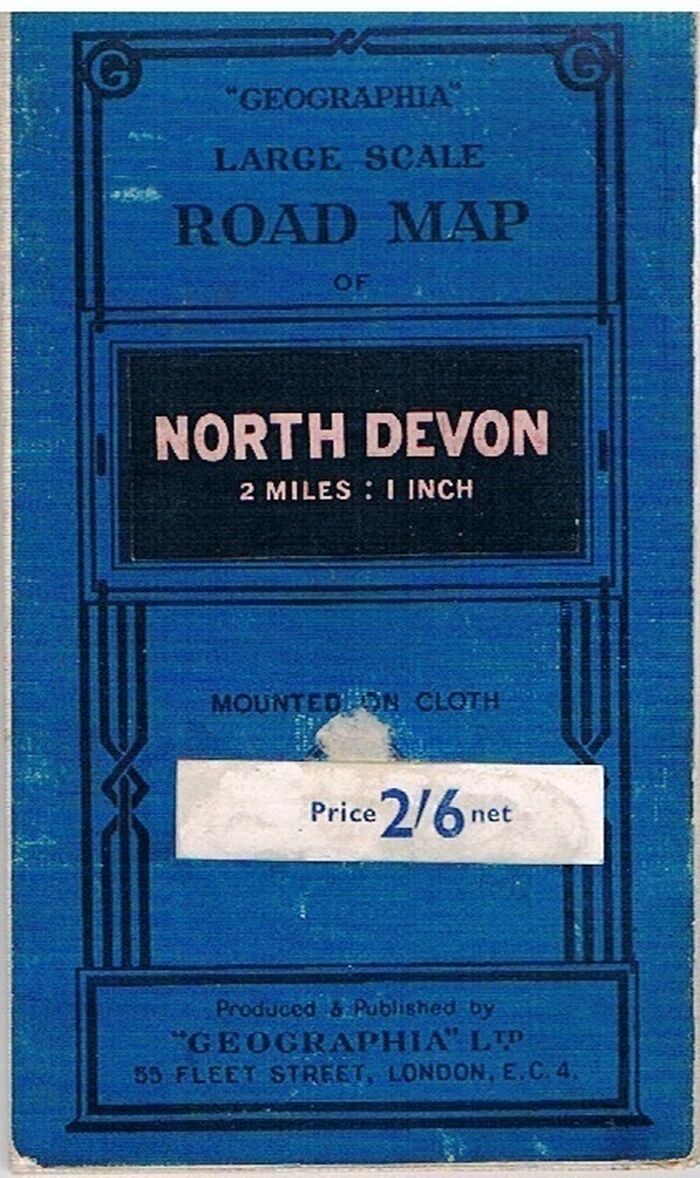 G G
"GEOGRAPHIA"
LARGE SCALE
ROAD MAP
OF
NORTH DEVON
2 MILES : 1 INCH
MOUNTED ON CLOTH
Price 2/6 net
Produced & Published by
"GEOGRAPHIA" LTD
55 FLEET STREET, LONDON, E.C.4.